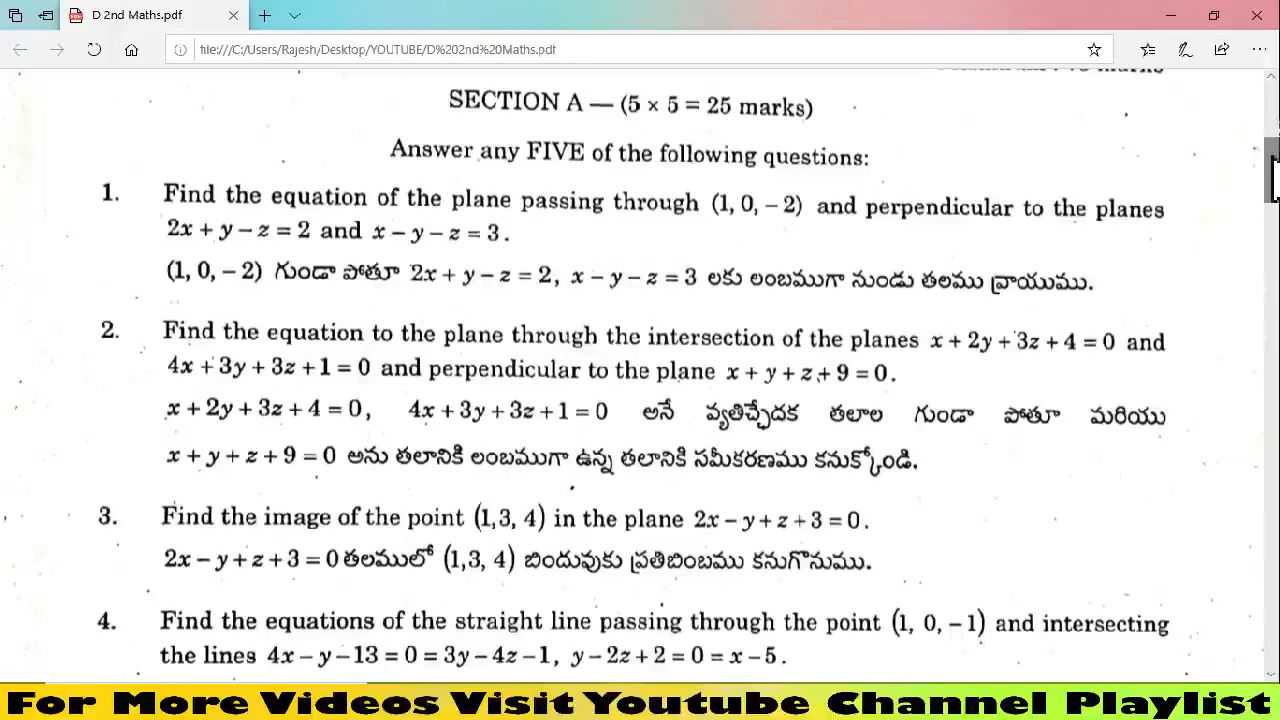 D 2nd Maths.pdf
file:///C:/Users/Rajesh/Desktop/YOUTUBE/D%202nd%20Maths.pdf
SECTION A — (5 × 5 = 25 marks)
Answer any FIVE of the following questions:
1. Find the equation of the plane passing through (1, 0, – 2) and perpendicular to the planes
2x + y – z = 2 and x – y – z = 3.
(1, 0, – 2) గుండా పోతూ 2x + y – z = 2, x – y – z = 3 లకు లంబముగా నుండు తలము వ్రాయుము.
2. Find the equation to the plane through the intersection of the planes x + 2y + 3z + 4 = 0 and
4x + 3y + 3z + 1 = 0 and perpendicular to the plane x + y + z + 9 = 0.
x + 2y + 3z + 4 = 0, 4x + 3y + 3z + 1 = 0 అనే వ్యతిచ్ఛేదక తలాల గుండా పోతూ మరియు
x + y + z + 9 = 0 అను తలానికి లంబముగా ఉన్న తలానికి సమీకరణము కనుక్కోండి.
3. Find the image of the point (1,3, 4) in the plane 2x – y + z + 3 = 0.
2x – y + z + 3 = 0 తలములో (1,3, 4) బిందువుకు ప్రతిబింబము కనుగొనుము.
4. Find the equations of the straight line passing through the point (1, 0, – 1) and intersecting
the lines 4x – y – 13 = 0 = 3y – 4z – 1, y – 2z + 2 = 0 = x – 5.
For More Videos Visit Youtube Channel Playlist